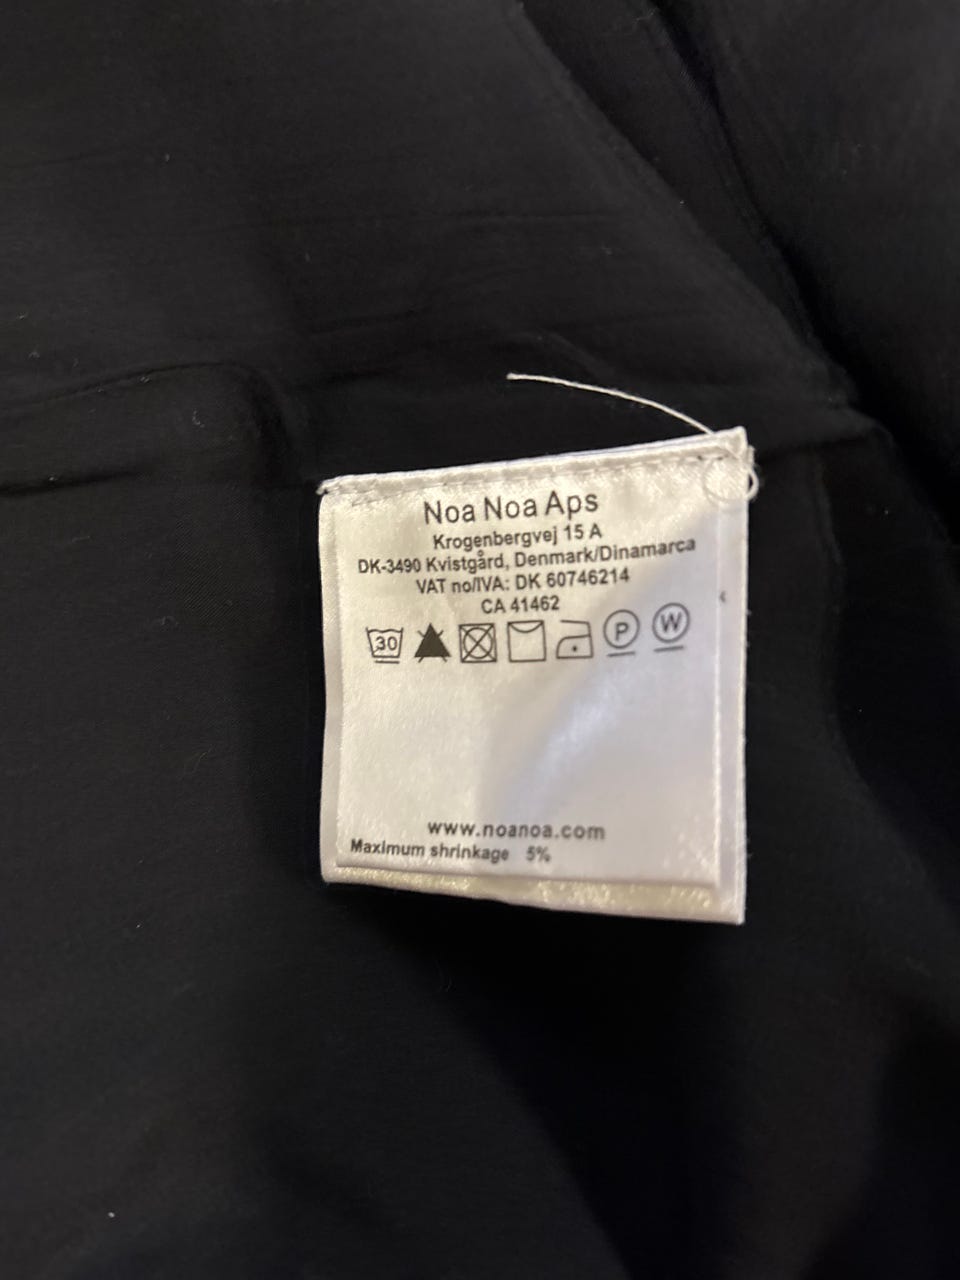 Noa Noa Aps
Krogenbergvej 15 A
DK-3490 Kvistgård, Denmark/Dinamarca
VAT no/IVA: DK 60746214
CA 41462
30 P W
www.noanoa.com
Maximum shrinkage 5%